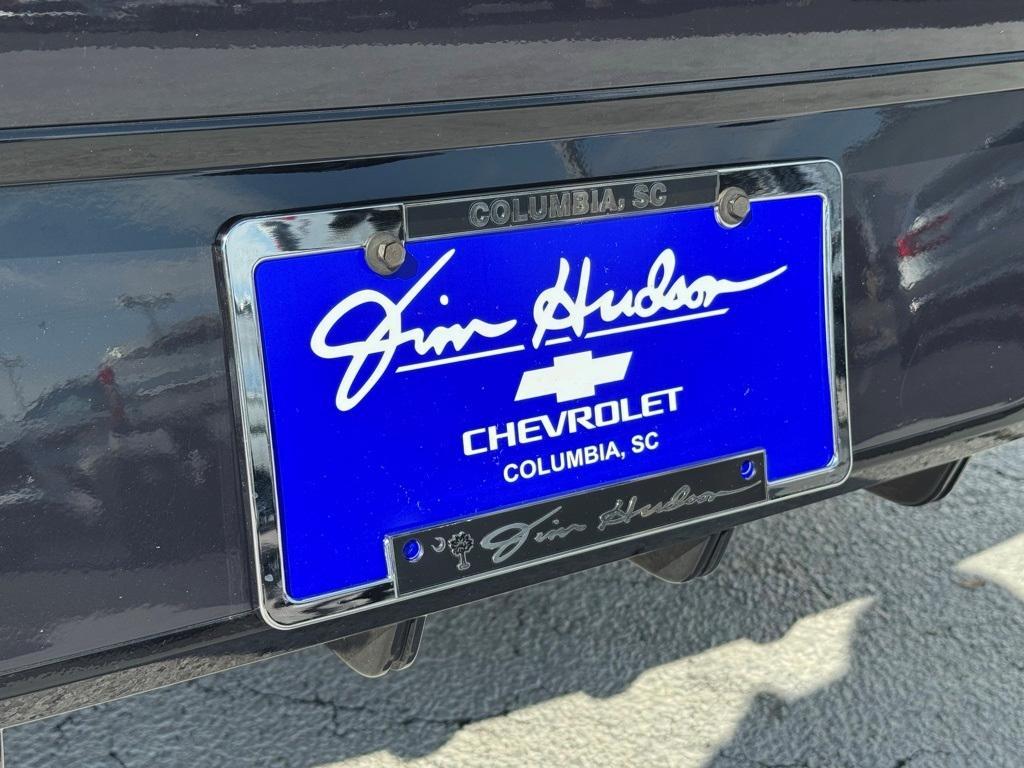 COLUMBIA, SC
Jim Hudson
CHEVROLET
COLUMBIA, SC
Jim Hudson